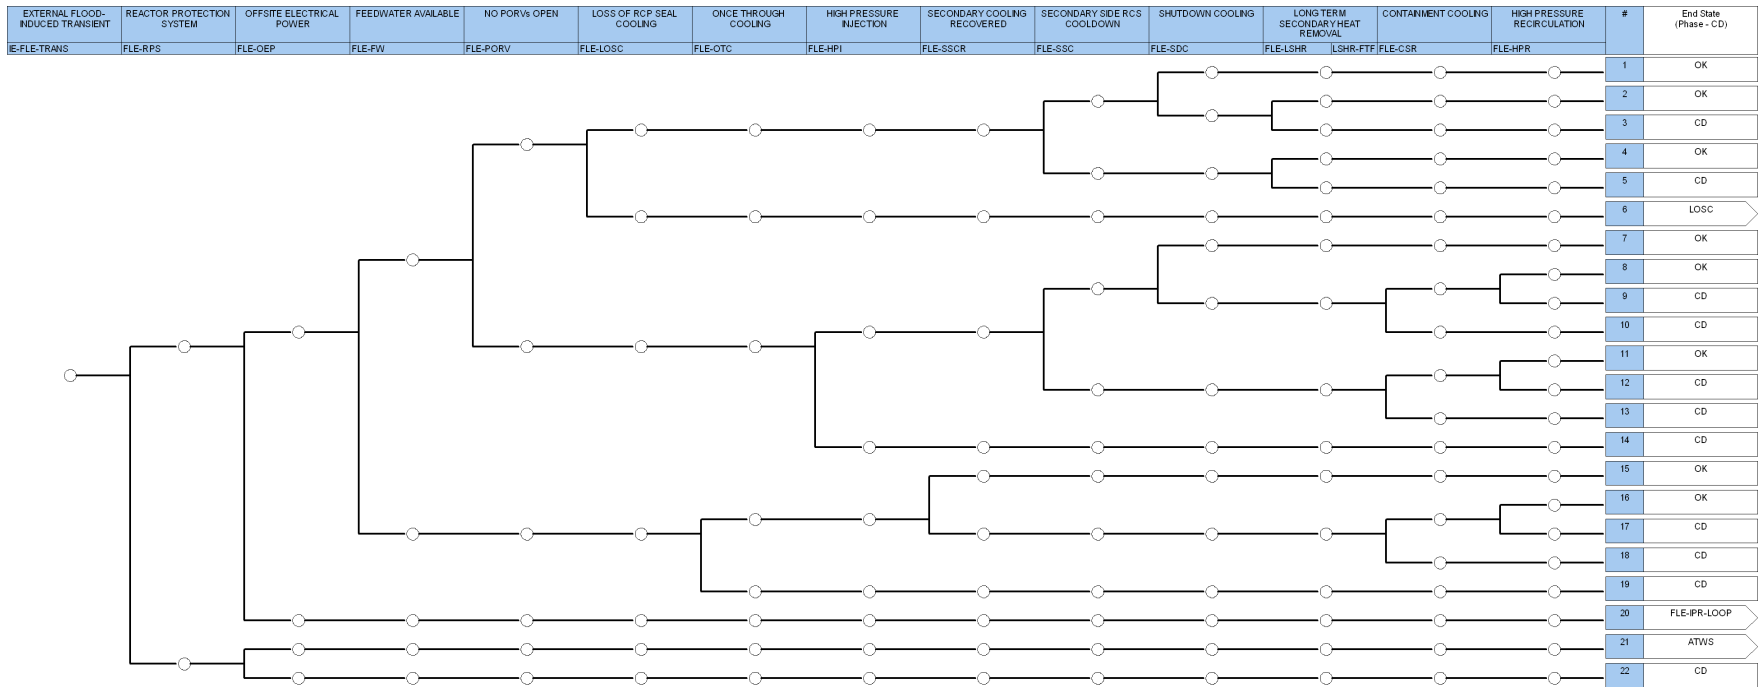 EXTERNAL FLOOD-
INDUCED TRANSIENT
REACTOR PROTECTION
SYSTEM
OFFSITE ELECTRICAL
POWER
FEEDWATER AVAILABLE
NO PORVs OPEN
LOSS OF RCP SEAL
COOLING
ONCE THROUGH
COOLING
HIGH PRESSURE
INJECTION
SECONDARY COOLING
RECOVERED
SECONDARY SIDE RCS
COOLDOWN
SHUTDOWN COOLING
LONG TERM
SECONDARY HEAT
REMOVAL
CONTAINMENT COOLING
HIGH PRESSURE
RECIRCULATION
#
End State
(Phase - CD)
IE-FLE-TRANS
FLE-RPS
FLE-OEP
FLE-FW
FLE-PORV
FLE-LOSC
FLE-OTC
FLE-HPI
FLE-SSCR
FLE-SSC
FLE-SDC
FLE-LSHR
LSHR-FTF
FLE-CSR
FLE-HPR
1 OK
2 OK
3 CD
4 OK
5 CD
6 LOSC
7 OK
8 OK
9 CD
10 CD
11 OK
12 CD
13 CD
14 CD
15 OK
16 OK
17 CD
18 CD
19 CD
20 FLE-IPR-LOOP
21 ATWS
22 CD